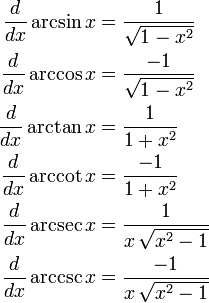 d/dx arcsin x = 1/√(1 − x²)
d/dx arccos x = −1/√(1 − x²)
d/dx arctan x = 1/(1 + x²)
d/dx arccot x = −1/(1 + x²)
d/dx arcsec x = 1/(x √(x² − 1))
d/dx arccsc x = −1/(x √(x² − 1))